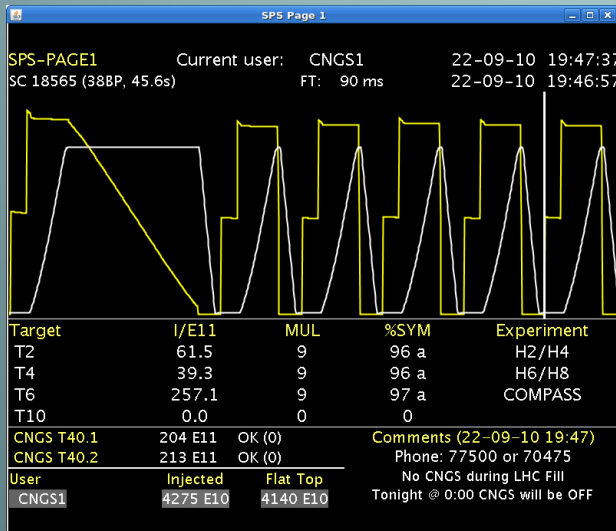 SPS Page 1
SPS-PAGE1 Current user: CNGS1 22-09-10 19:47:37
SC 18565 (38BP, 45.6s) FT: 90 ms 22-09-10 19:46:57
Target I/E11 MUL %SYM Experiment
T2 61.5 9 96 a H2/H4
T4 39.3 9 96 a H6/H8
T6 257.1 9 97 a COMPASS
T10 0.0 0 0
CNGS T40.1 204 E11 OK (0)
CNGS T40.2 213 E11 OK (0)
User Injected Flat Top
CNGS1 4275 E10 4140 E10
Comments (22-09-10 19:47)
Phone: 77500 or 70475
No CNGS during LHC Fill
Tonight @ 0:00 CNGS will be OFF